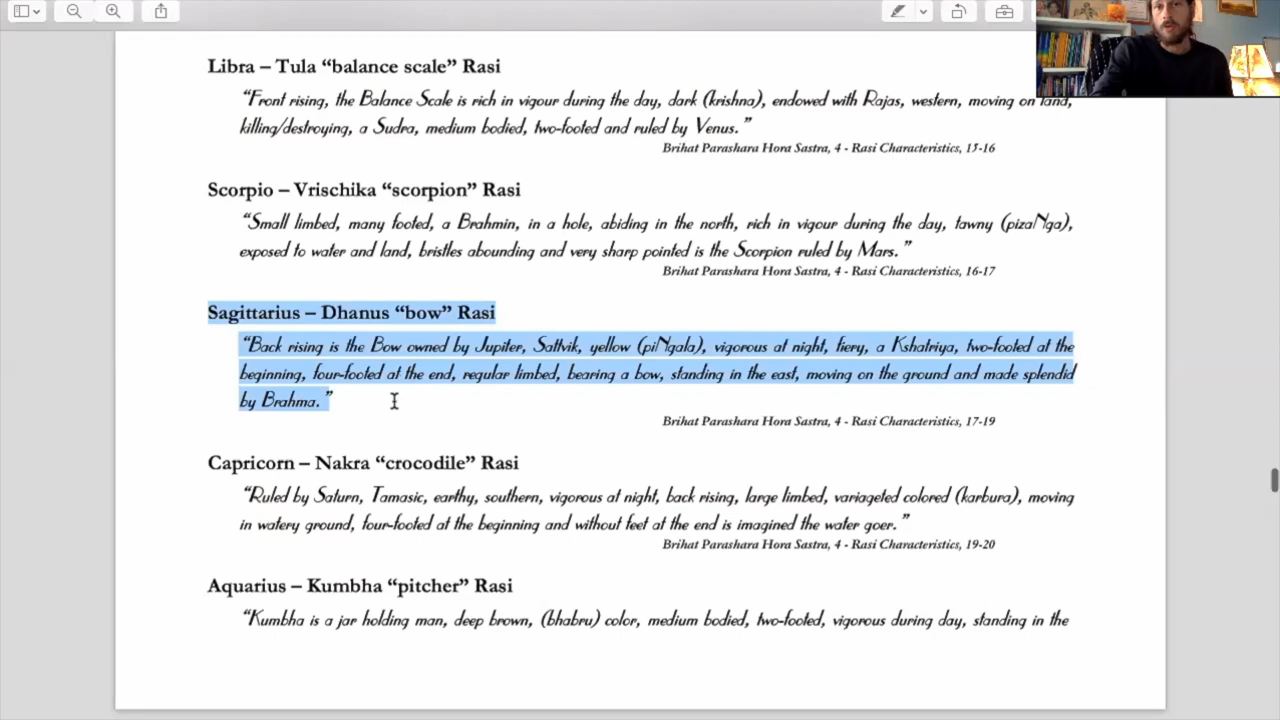 Libra – Tula “balance scale” Rasi
“Front rising, the Balance Scale is rich in vigour during the day, dark (krishna), endowed with Rajas, western, moving on land,
killing/destroying, a Sudra, medium bodied, two-footed and ruled by Venus.”
Brihat Parashara Hora Sastra, 4 - Rasi Characteristics, 15-16
Scorpio – Vrischika “scorpion” Rasi
“Small limbed, many footed, a Brahmin, in a hole, abiding in the north, rich in vigour during the day, tawny (pizaNga),
exposed to water and land, bristles abounding and very sharp pointed is the Scorpion ruled by Mars.”
Brihat Parashara Hora Sastra, 4 - Rasi Characteristics, 16-17
Sagittarius – Dhanus “bow” Rasi
“Back rising is the Bow owned by Jupiter, Sattvik, yellow (piNgala), vigorous at night, fiery, a Kshatriya, two-footed at the
beginning, four-footed at the end, regular limbed, bearing a bow, standing in the east, moving on the ground and made splendid
by Brahma.”
Brihat Parashara Hora Sastra, 4 - Rasi Characteristics, 17-19
Capricorn – Nakra “crocodile” Rasi
“Ruled by Saturn, Tamasic, earthy, southern, vigorous at night, back rising, large limbed, variageted colored (karbura), moving
in watery ground, four-footed at the beginning and without feet at the end is imagined the water goer.”
Brihat Parashara Hora Sastra, 4 - Rasi Characteristics, 19-20
Aquarius – Kumbha “pitcher” Rasi
“Kumbha is a jar holding man, deep brown, (bhabru) color, medium bodied, two-footed, vigorous during day, standing in the